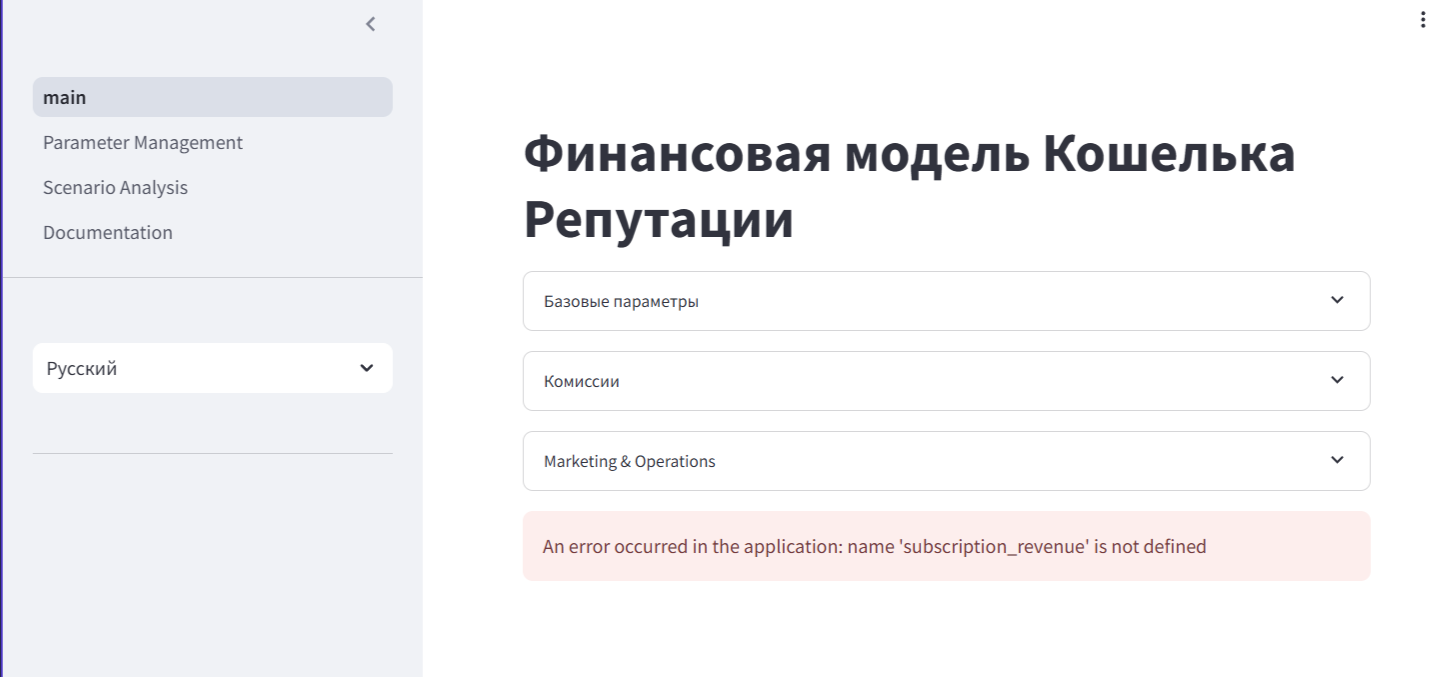 main
Parameter Management
Scenario Analysis
Documentation
Русский
Финансовая модель Кошелька
Репутации
Базовые параметры
Комиссии
Marketing & Operations
An error occurred in the application: name 'subscription_revenue' is not defined